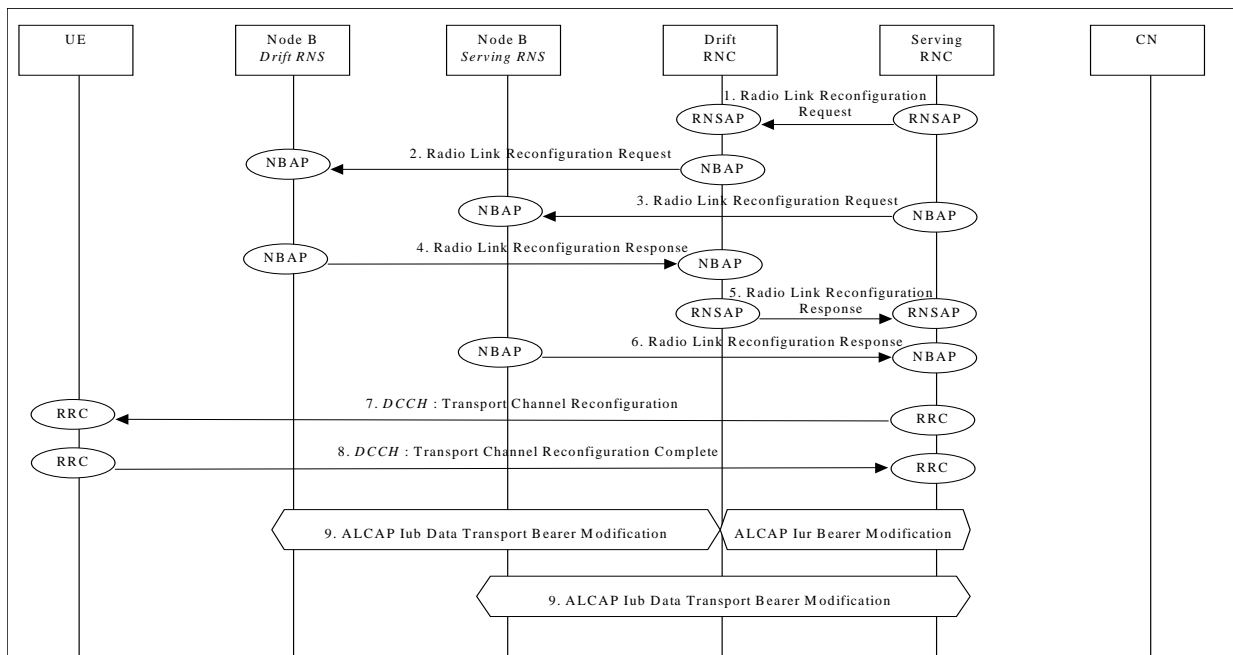 UE
Node B
Drift RNS
Node B
Serving RNS
Drift
RNC
Serving
RNC
CN
1. Radio Link Reconfiguration
Request
RNSAP
RNSAP
2. Radio Link Reconfiguration Request
NBAP
NBAP
3. Radio Link Reconfiguration Request
NBAP
NBAP
4. Radio Link Reconfiguration Response
NBAP
NBAP
5. Radio Link Reconfiguration
Response
RNSAP
RNSAP
6. Radio Link Reconfiguration Response
NBAP
NBAP
7. DCCH : Transport Channel Reconfiguration
RRC
RRC
8. DCCH : Transport Channel Reconfiguration Complete
RRC
RRC
9. ALCAP Iub Data Transport Bearer Modification
ALCAP Iur Bearer Modification
9. ALCAP Iub Data Transport Bearer Modification